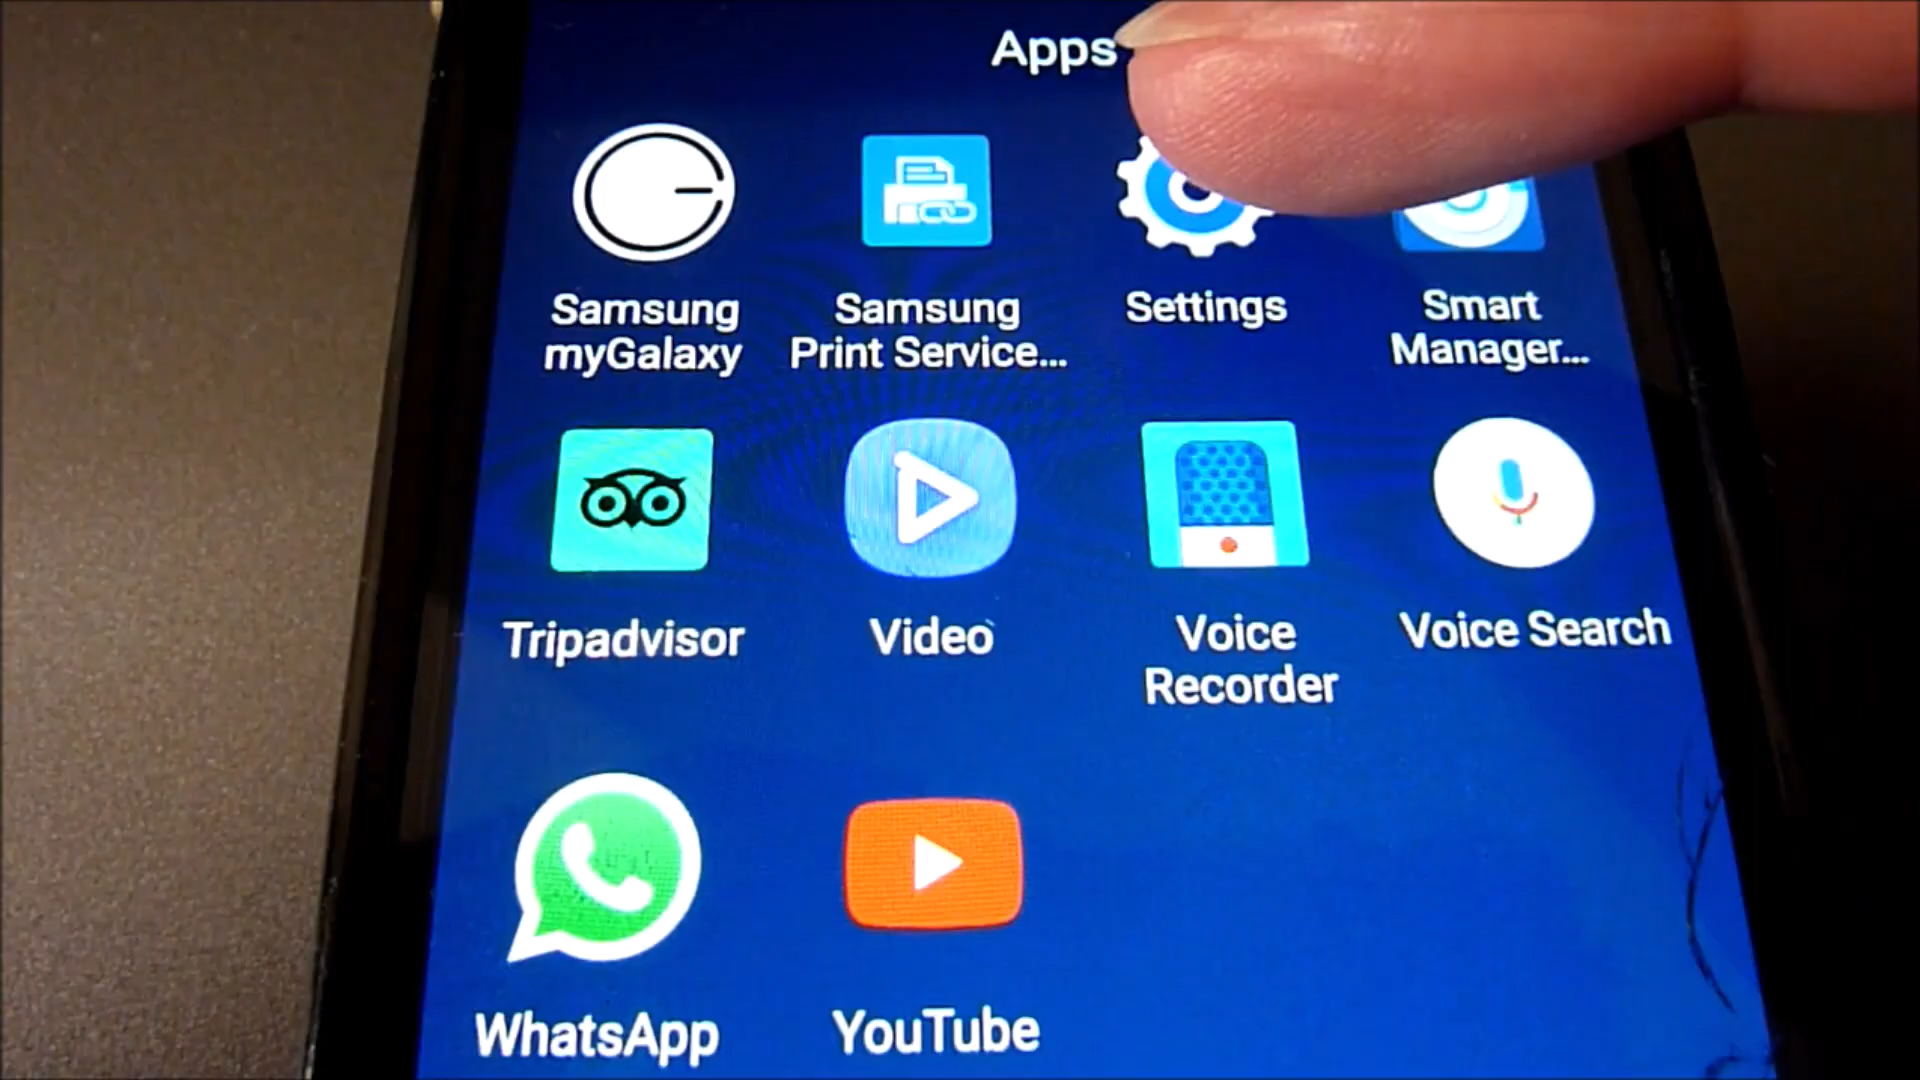 Apps
Samsung
myGalaxy
Samsung
Print Service...
Settings
Smart
Manager...
Tripadvisor
Video
Voice
Recorder
Voice Search
WhatsApp
YouTube